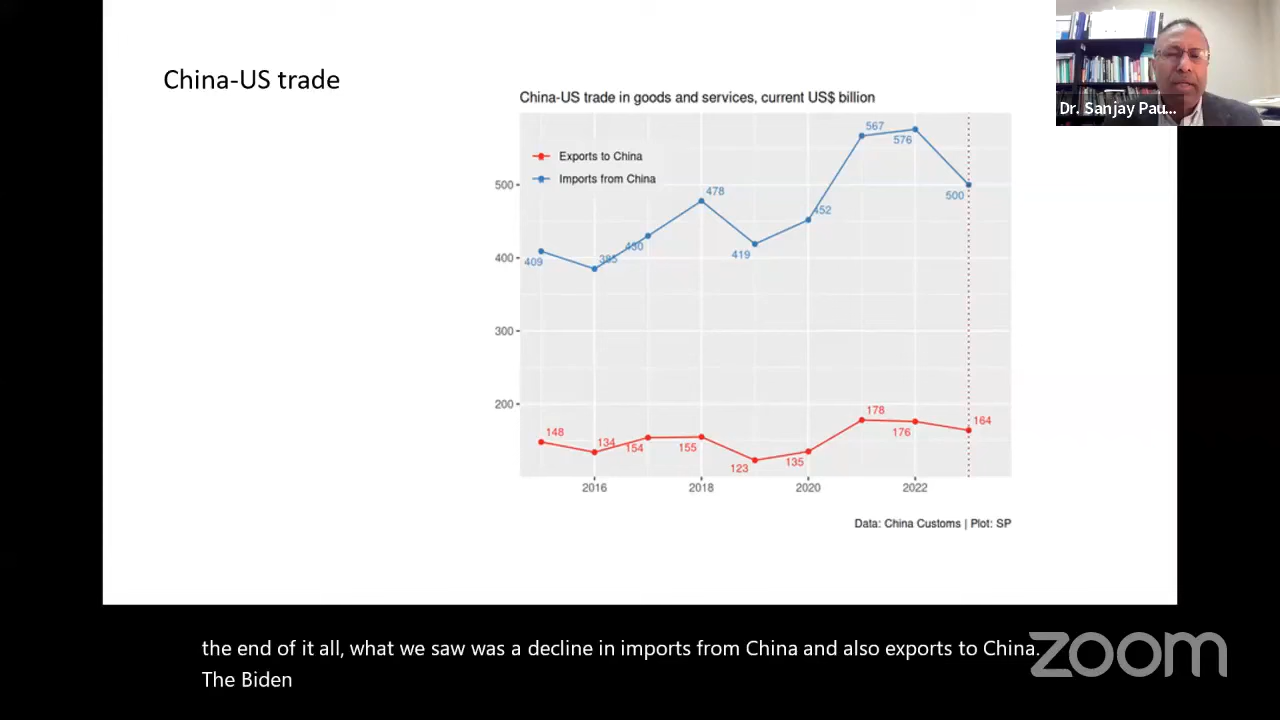 China-US trade
Dr. Sanjay Pau...
China-US trade in goods and services, current US$ billion
Exports to China
Imports from China
500
400
300
200
409
385
430
478
419
452
567
576
500
148
134
154
155
123
135
178
176
164
2016
2018
2020
2022
Data: China Customs | Plot: SP
the end of it all, what we saw was a decline in imports from China and also exports to China.
The Biden
zoom